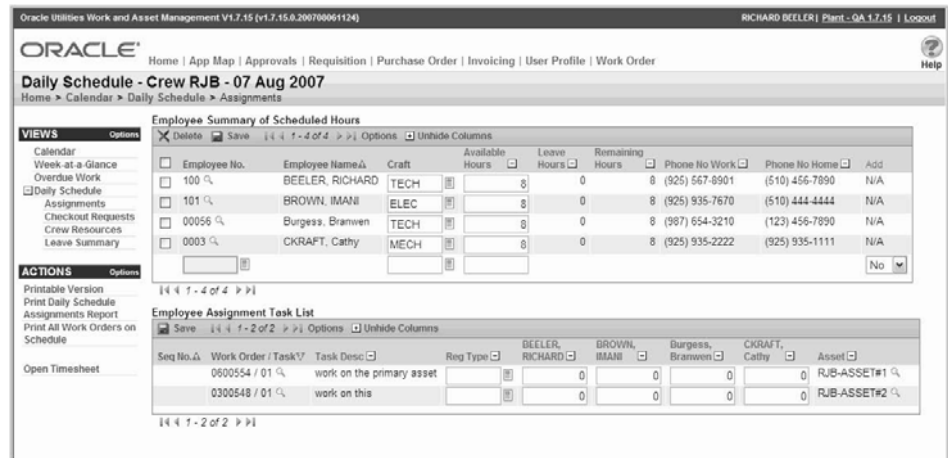 Oracle Utilities Work and Asset Management V1.7.15 (v1.7.15.0.200700061124) RICHARD BEELER | Plant - QA 1.7.15 | Logout
ORACLE
Home | App Map | Approvals | Requisition | Purchase Order | Invoicing | User Profile | Work Order
Help
Daily Schedule - Crew RJB - 07 Aug 2007
Home > Calendar > Daily Schedule > Assignments
VIEWS Options
Calendar
Week-at-a-Glance
Overdue Work
Daily Schedule
Assignments
Checkout Requests
Crew Resources
Leave Summary
ACTIONS Options
Printable Version
Print Daily Schedule
Assignments Report
Print All Work Orders on
Schedule
Open Timesheet
Employee Summary of Scheduled Hours
Delete Save 1 - 4 of 4 Options Unhide Columns
Employee No. Employee Name Craft Available Hours Leave Hours Remaining Hours Phone No Work Phone No Home Add
100 BEELER, RICHARD TECH 8 0 8 (925) 567-8901 (510) 456-7890 N/A
101 BROWN, IMANI ELEC 8 0 8 (925) 935-7670 (510) 444-4444 N/A
00056 Burgess, Branwen TECH 8 0 8 (987) 654-3210 (123) 456-7890 N/A
0003 CKRAFT, Cathy MECH 8 0 8 (925) 935-2222 (925) 935-1111 N/A
No
1 - 4 of 4
Employee Assignment Task List
Save 1 - 2 of 2 Options Unhide Columns
Seq No. Work Order / Task Task Desc Reg Type BEELER, RICHARD BROWN, IMANI Burgess, Branwen CKRAFT, Cathy Asset
0600554 / 01 work on the primary asset 0 0 0 0 RJB-ASSET#1
0300548 / 01 work on this 0 0 0 0 RJB-ASSET#2
1 - 2 of 2